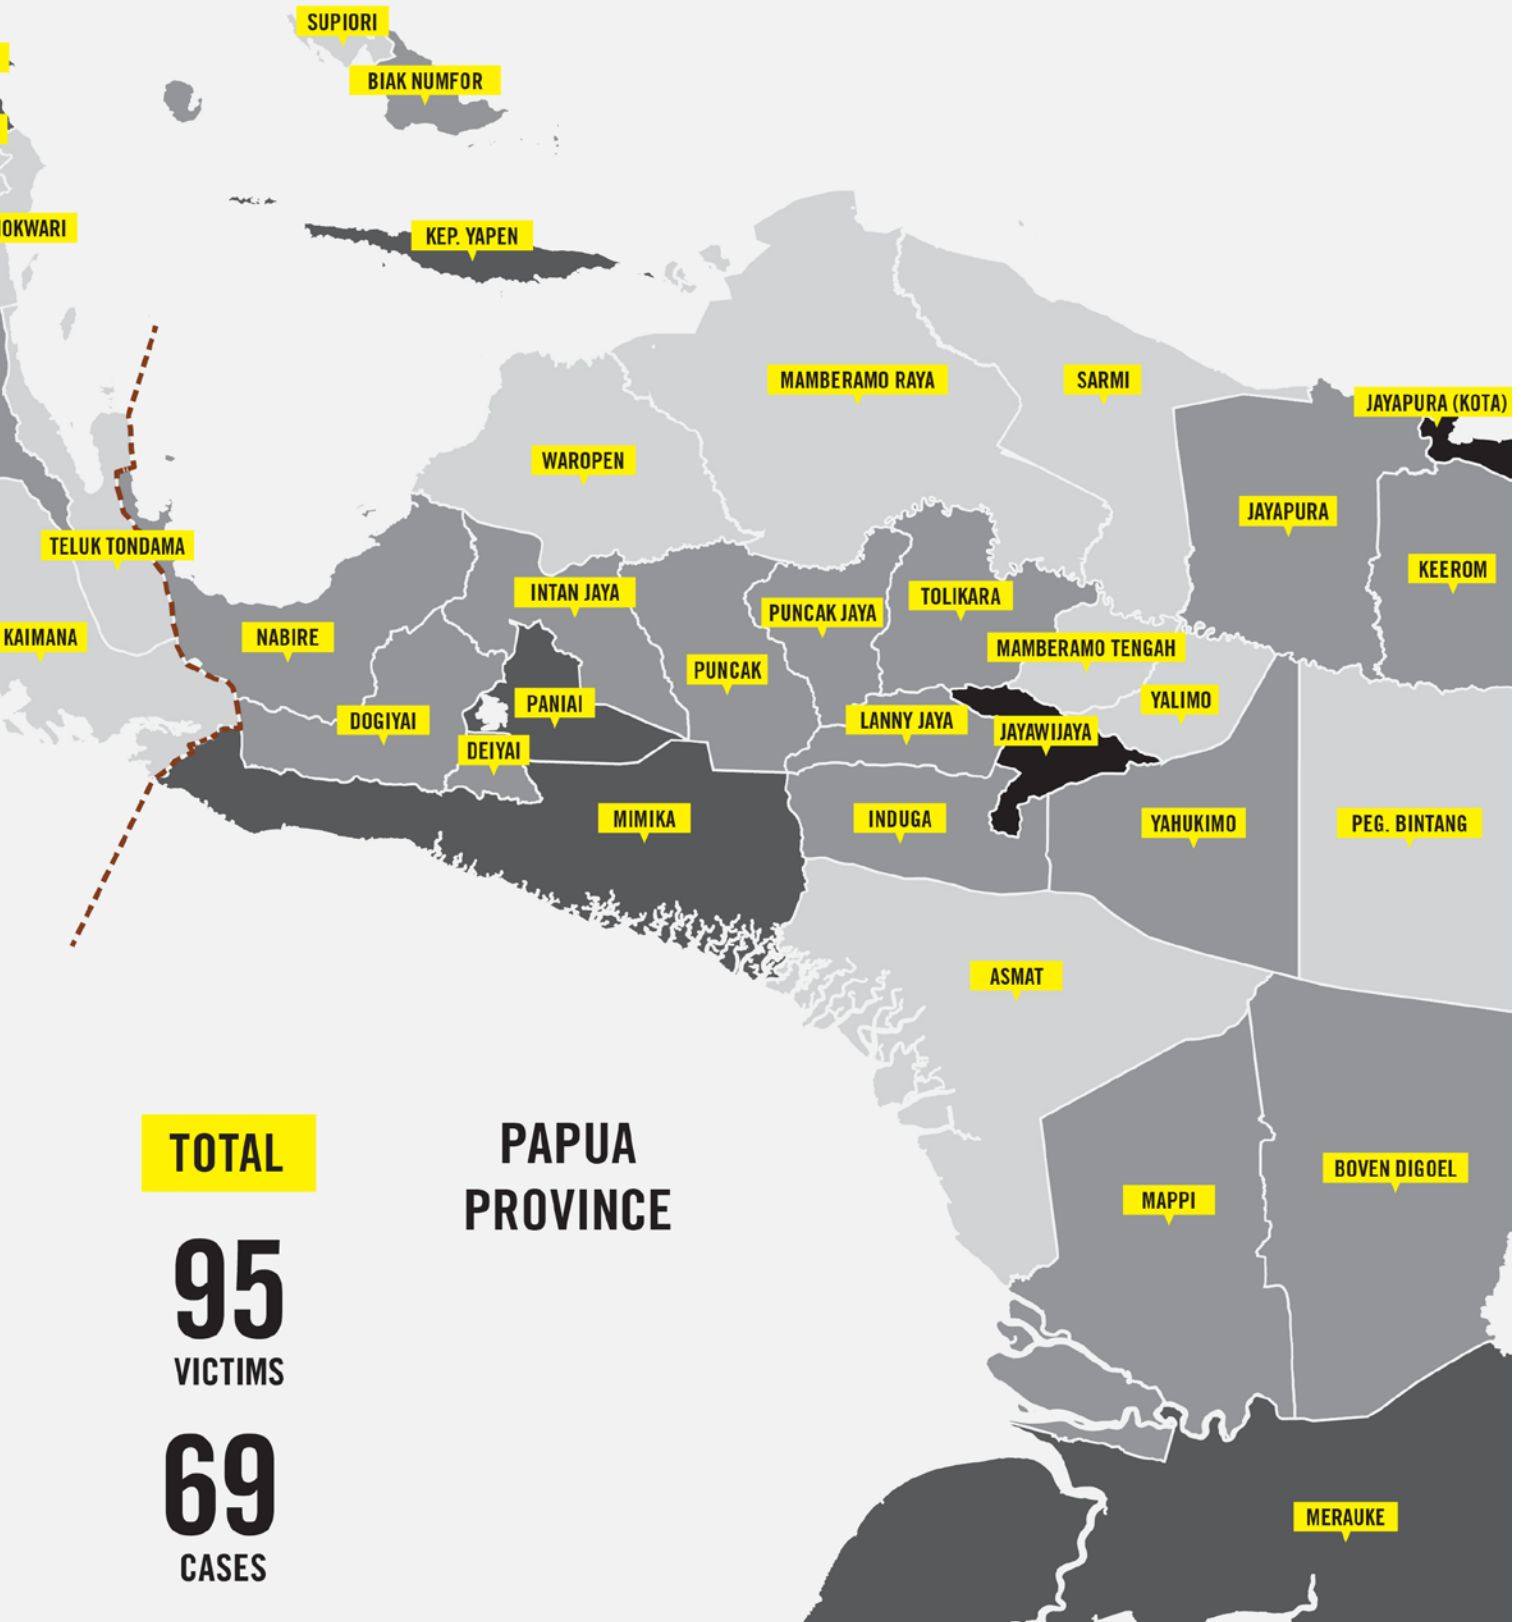 SUPIORI
BIAK NUMFOR
OKWARI
KEP. YAPEN
MAMBERAMO RAYA
SARMI
JAYAPURA (KOTA)
WAROPEN
JAYAPURA
TELUK TONDAMA
KEEROM
INTAN JAYA
TOLIKARA
PUNCAK JAYA
KAIMANA
NABIRE
MAMBERAMO TENGAH
PUNCAK
YALIMO
PANIAI
DOGIYAI
LANNY JAYA
JAYAWIJAYA
DEIYAI
MIMIKA
INDUGA
YAHUKIMO
PEG. BINTANG
ASMAT
BOVEN DIGOEL
MAPPI
MERAUKE
TOTAL
95
VICTIMS
69
CASES
PAPUA
PROVINCE